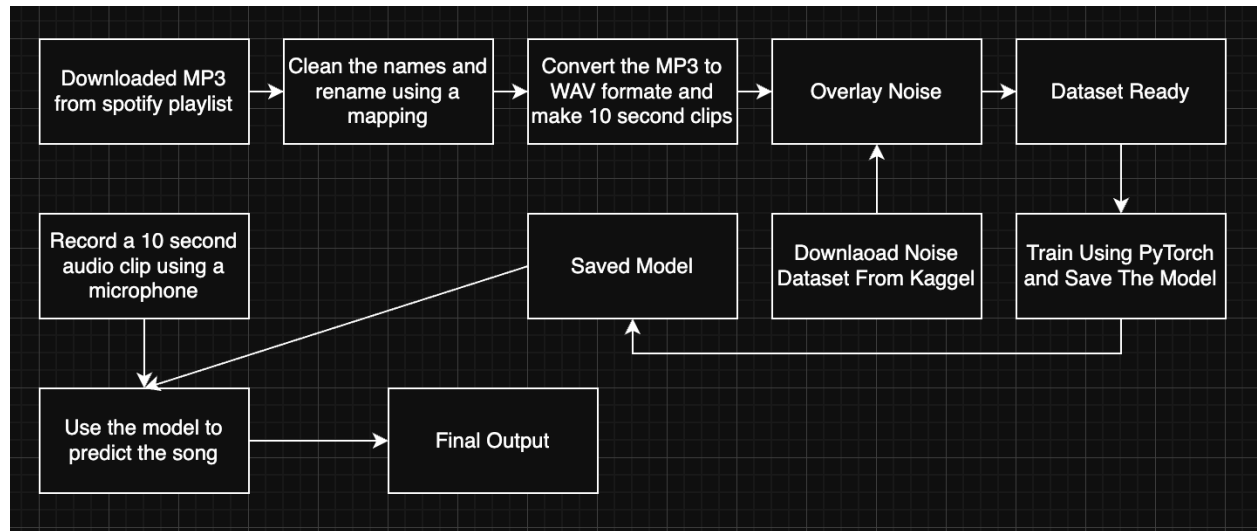 Downloaded MP3
from spotify playlist
Clean the names and
rename using a
mapping
Convert the MP3 to
WAV formate and
make 10 second clips
Overlay Noise
Dataset Ready
Record a 10 second
audio clip using a
microphone
Saved Model
Downlaoad Noise
Dataset From Kaggel
Train Using PyTorch
and Save The Model
Use the model to
predict the song
Final Output